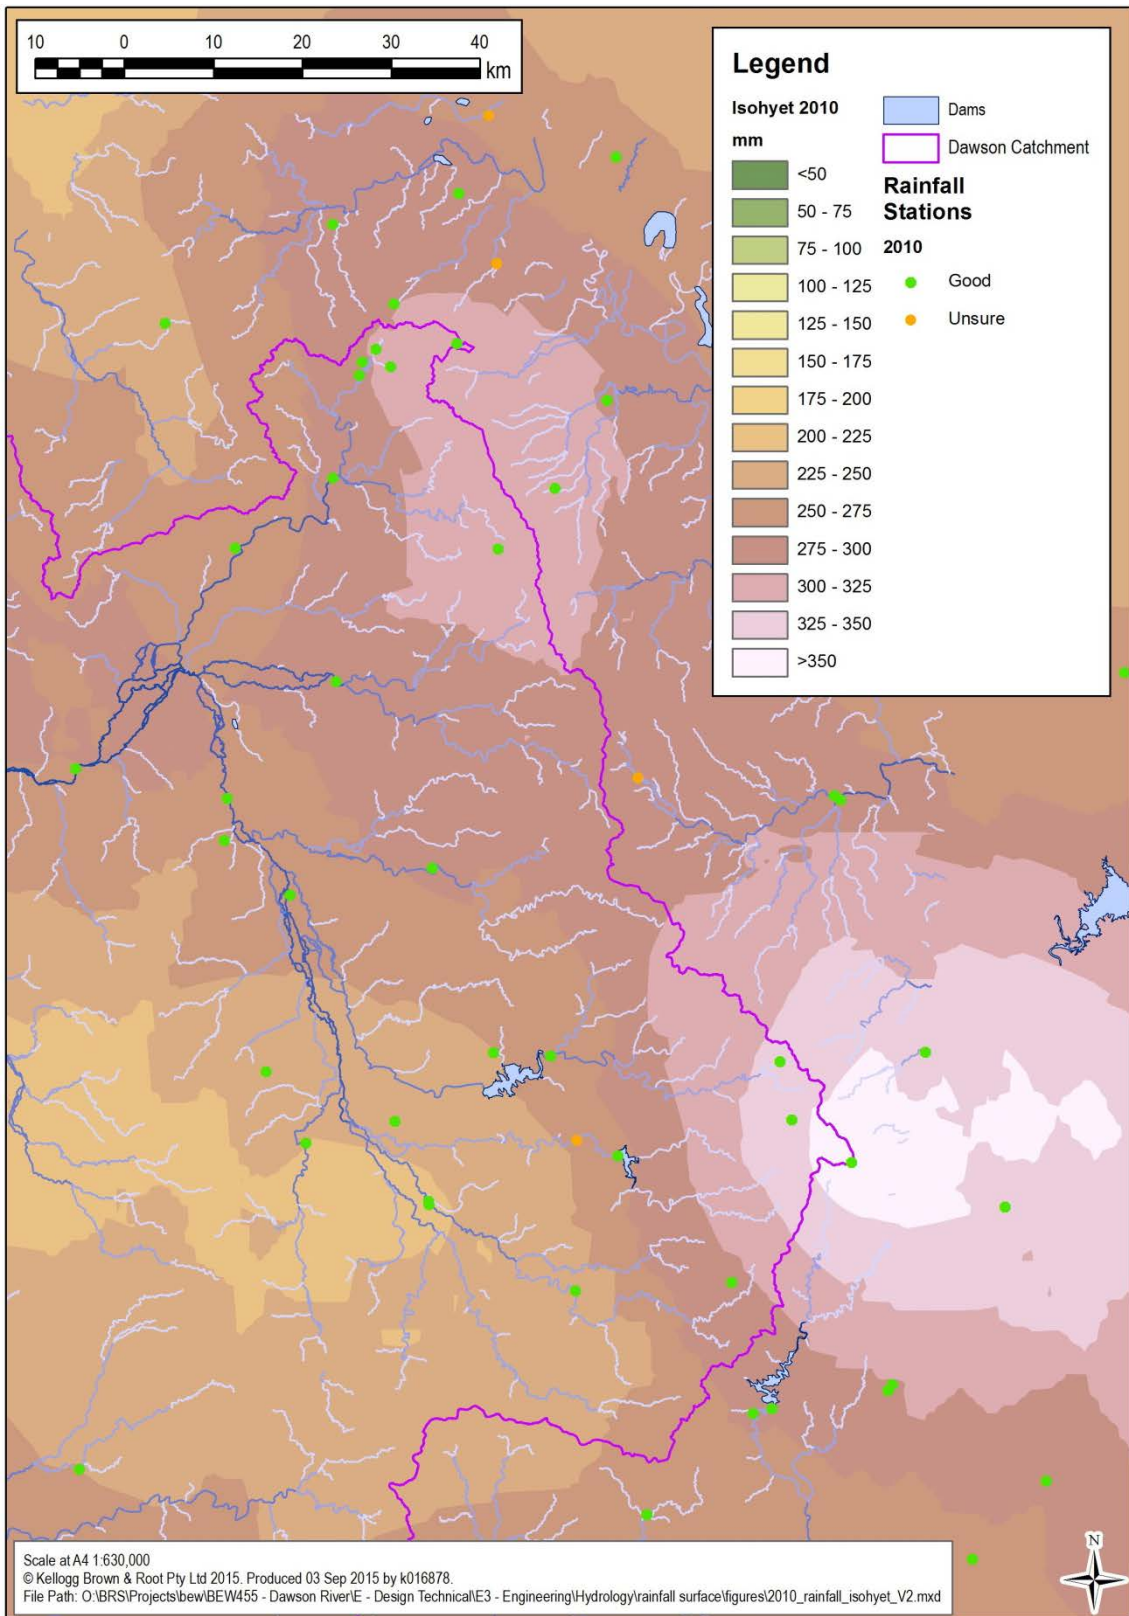 10 0 10 20 30 40
km
Legend
Isohyet 2010
mm
<50
50 - 75
75 - 100
100 - 125
125 - 150
150 - 175
175 - 200
200 - 225
225 - 250
250 - 275
275 - 300
300 - 325
325 - 350
>350
Dams
Dawson Catchment
Rainfall
Stations
2010
Good
Unsure
N
Scale at A4 1:630,000
© Kellogg Brown & Root Pty Ltd 2015. Produced 03 Sep 2015 by k016878.
File Path: O:\BRS\Projects\bew\BEW455 - Dawson River\E - Design Technical\E3 - Engineering\Hydrology\rainfall surface\figures\2010_rainfall_isohyet_V2.mxd